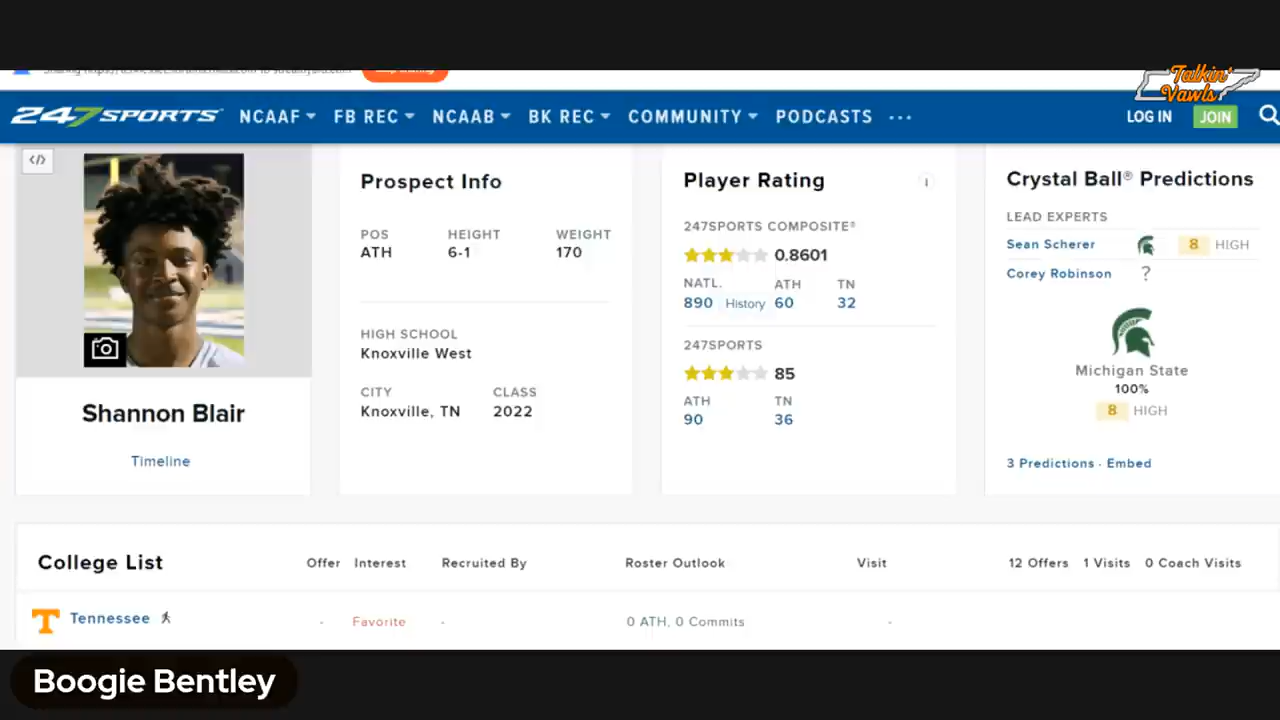 Talkin'
Vawls
247SPORTS
NCAAF
FB REC
NCAAB
BK REC
COMMUNITY
PODCASTS
LOG IN
JOIN
</>
Shannon Blair
Timeline
Prospect Info
POS HEIGHT WEIGHT
ATH 6-1 170
HIGH SCHOOL
Knoxville West
CITY CLASS
Knoxville, TN 2022
Player Rating
247SPORTS COMPOSITE®
0.8601
NATL. ATH TN
890 History 60 32
247SPORTS
85
ATH TN
90 36
Crystal Ball® Predictions
LEAD EXPERTS
Sean Scherer 8 HIGH
Corey Robinson ?
Michigan State
100%
8 HIGH
3 Predictions · Embed
College List Offer Interest Recruited By Roster Outlook Visit 12 Offers 1 Visits 0 Coach Visits
T Tennessee - Favorite - 0 ATH, 0 Commits -
Boogie Bentley